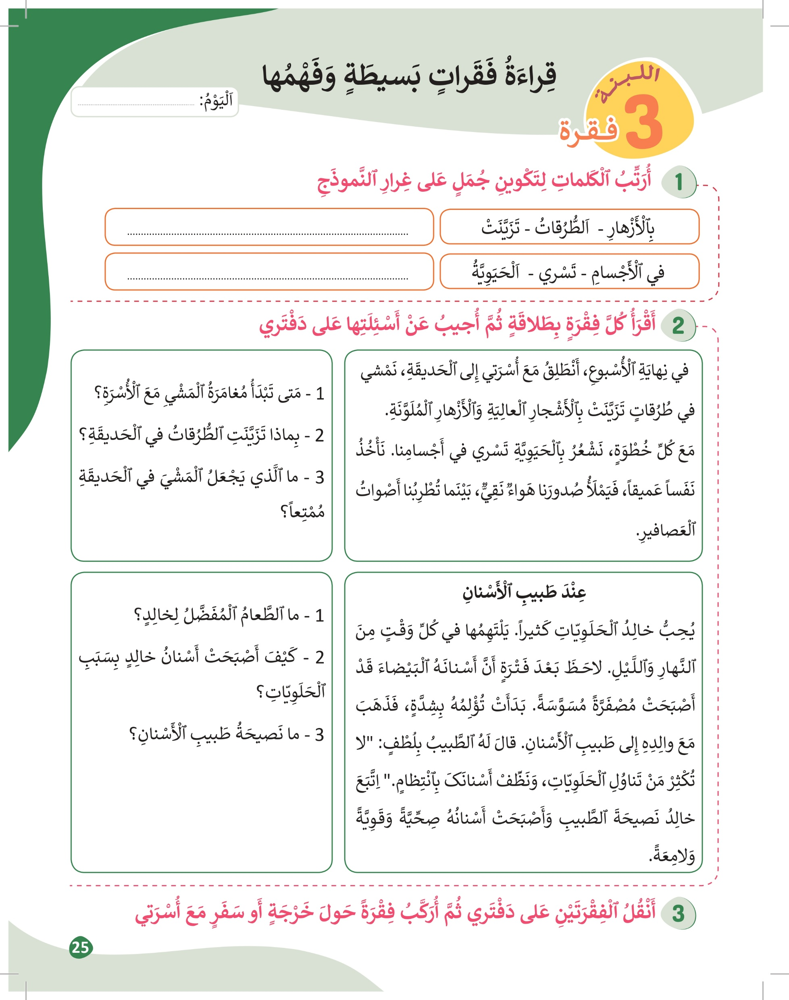 اللـبـنـة
3
فـقـرة
قِراءَةُ فَقَراتٍ بَسيطَةٍ وَفَهْمُها
اَلْيَوْمُ: ................................................
1
أُرَتِّبُ ٱلْكَلماتِ لِتَكْوينِ جُمَلٍ عَلى غِرارِ ٱلنَّموذَجِ
بِٱلْأَزْهارِ - اَلطُّرُقاتُ - تَزَيَّنَتْ
في ٱلْأَجْسامِ - تَسْري - اَلْحَيَوِيَّةُ
2
أَقْرَأُ كُلَّ فِقْرَةٍ بِطَلاقَةٍ ثُمَّ أُجيبُ عَنْ أَسْئِلَتِها عَلى دَفْتَري
في نِهايَةِ ٱلْأُسْبوعِ، أَنْطَلِقُ مَعَ أُسْرَتي إِلى ٱلْحَديقَةِ، نَمْشي
في طُرُقاتٍ تَزَيَّنَتْ بِٱلْأَشْجارِ ٱلْعالِيَةِ وَٱلْأَزْهارِ ٱلْمُلَوَّنَةِ.
مَعَ كُلِّ خُطْوَةٍ، نَشْعُرُ بِٱلْحَيَوِيَّةِ تَسْري في أَجْسامِنا. نَأْخُذُ
نَفَساً عَميقاً، فَيَمْلَأُ صُدورَنا هَواءٌ نَقِيٌّ، بَيْنَما تُطْرِبُنا أَصْواتُ
ٱلْعَصافيرِ.
1 - مَتى تَبْدَأُ مُغامَرَةُ ٱلْمَشْيِ مَعَ ٱلْأُسْرَةِ؟
2 - بِماذا تَزَيَّنَتِ ٱلطُّرُقاتُ في ٱلْحَديقَةِ؟
3 - ما ٱلَّذي يَجْعَلُ ٱلْمَشْيَ في ٱلْحَديقَةِ
مُمْتِعاً؟
عِنْدَ طَبيبِ ٱلْأَسْنانِ
يُحِبُّ خالِدُ ٱلْحَلَوِيّاتِ كَثيراً. يَلْتَهِمُها في كُلِّ وَقْتٍ مِنَ
ٱلنَّهارِ وَٱللَّيْلِ. لاحَظَ بَعْدَ فَتْرَةٍ أَنَّ أَسْنانَهُ ٱلْبَيْضاءَ قَدْ
أَصْبَحَتْ مُصْفَرَّةً مُسَوَّسَةً. بَدَأَتْ تُؤْلِمُهُ بِشِدَّةٍ، فَذَهَبَ
مَعَ والِدِهِ إِلى طَبيبِ ٱلْأَسْنانِ. قالَ لَهُ ٱلطَّبيبُ بِلُطْفٍ: "لا
تُكْثِرْ مَنْ تَناوُلِ ٱلْحَلَوِيّاتِ، وَنَظِّفْ أَسْنانَكَ بِٱنْتِظامٍ." اِتَّبَعَ
خالِدُ نَصيحَةَ ٱلطَّبيبِ وَأَصْبَحَتْ أَسْنانُهُ صِحِّيَّةً وَقَوِيَّةً
وَلامِعَةً.
1 - ما ٱلطَّعامُ ٱلْمُفَضَّلُ لِخالِدٍ؟
2 - كَيْفَ أَصْبَحَتْ أَسْنانُ خالِدٍ بِسَبَبِ
ٱلْحَلَوِيّاتِ؟
3 - ما نَصيحَةُ طَبيبِ ٱلْأَسْنانِ؟
3
أَنْقُلُ ٱلْفِقْرَتَيْنِ عَلى دَفْتَري ثُمَّ أُرَكَّبُ فِقْرَةً حَولَ خَرْجَةٍ أَو سَفَرٍ مَعَ أُسْرَتي
25